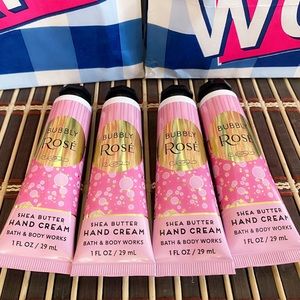 W
BUBBLY
ROSÉ
SHEA BUTTER
HAND CREAM
BATH & BODY WORKS
1 FL OZ / 29 mL
BUBBLY
ROSÉ
SHEA BUTTER
HAND CREAM
BATH & BODY WORKS
1 FL OZ / 29 mL
BUBBLY
ROSÉ
SHEA BUTTER
HAND CREAM
BATH & BODY WORKS
1 FL OZ / 29 mL
BUBBLY
ROSÉ
SHEA BUTTER
HAND CREAM
BATH & BODY WORKS
1 FL OZ / 29 mL